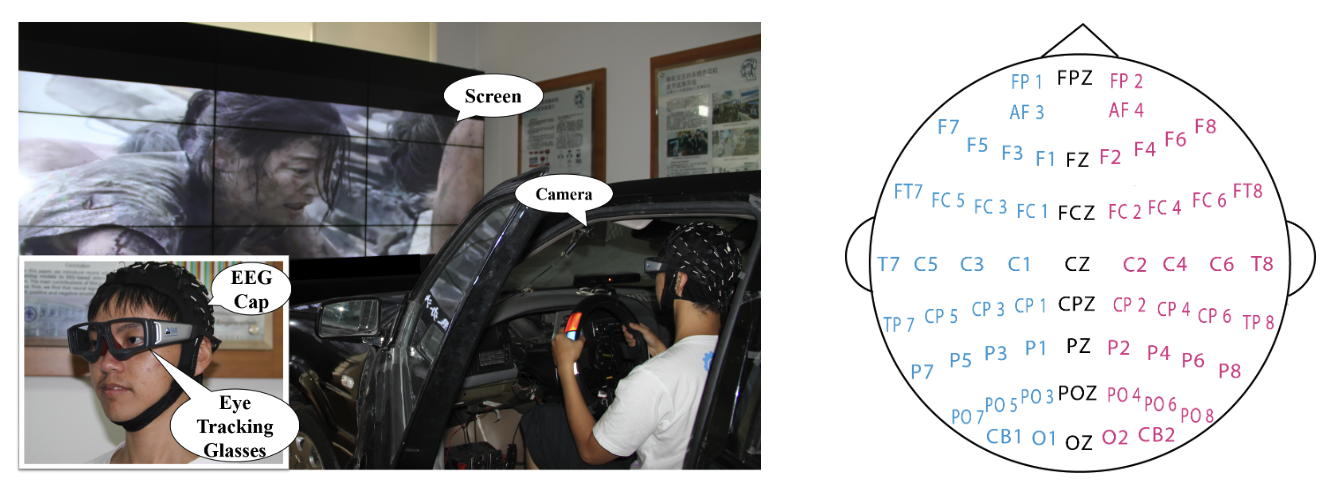 Screen
Camera
EEG
Cap
Eye
Tracking
Glasses
FP 1 FPZ FP 2
AF 3 AF 4
F7 F5 F3 F1 FZ F2 F4 F6 F8
FT7 FC 5 FC 3 FC 1 FCZ FC 2 FC 4 FC 6 FT8
T7 C5 C3 C1 CZ C2 C4 C6 T8
TP 7 CP 5 CP 3 CP 1 CPZ CP 2 CP 4 CP 6 TP 8
P7 P5 P3 P1 PZ P2 P4 P6 P8
PO 7 PO 5 PO 3 POZ PO 4 PO 6 PO 8
CB1 O1 OZ O2 CB2